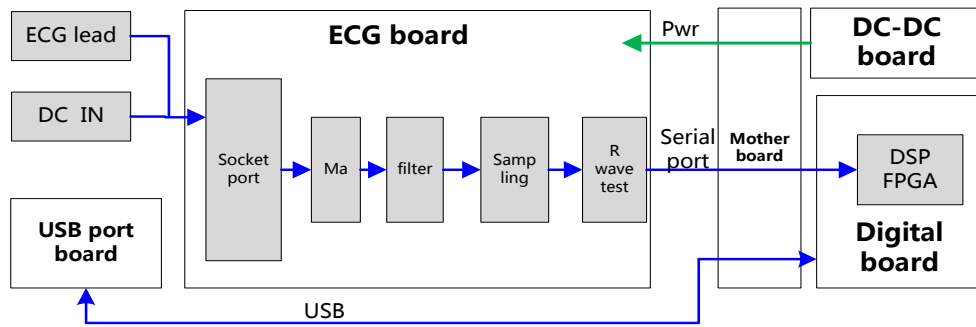 ECG lead
DC IN
ECG board
Socket
port
Ma
filter
Samp
ling
R
wave
test
Pwr
Serial
port
Mother
board
DC-DC
board
DSP
FPGA
Digital
board
USB port
board
USB